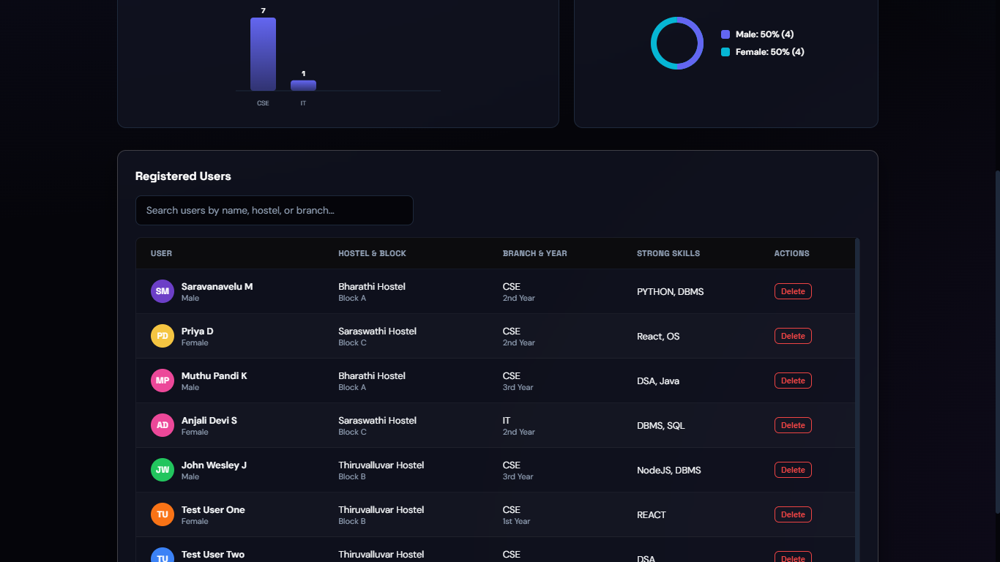 7
1
CSE
IT
Male: 50% (4)
Female: 50% (4)
Registered Users
Search users by name, hostel, or branch...
USER HOSTEL & BLOCK BRANCH & YEAR STRONG SKILLS ACTIONS
SM Saravanavelu M Bharathi Hostel CSE PYTHON, DBMS Delete
Male Block A 2nd Year
PD Priya D Saraswathi Hostel CSE React, OS Delete
Female Block C 2nd Year
MP Muthu Pandi K Bharathi Hostel CSE DSA, Java Delete
Male Block A 3rd Year
AD Anjali Devi S Saraswathi Hostel IT DBMS, SQL Delete
Female Block C 2nd Year
JW John Wesley J Thiruvalluvar Hostel CSE NodeJS, DBMS Delete
Male Block B 3rd Year
TU Test User One Thiruvalluvar Hostel CSE REACT Delete
Female Block B 1st Year
TU Test User Two Thiruvalluvar Hostel CSE DSA Delete